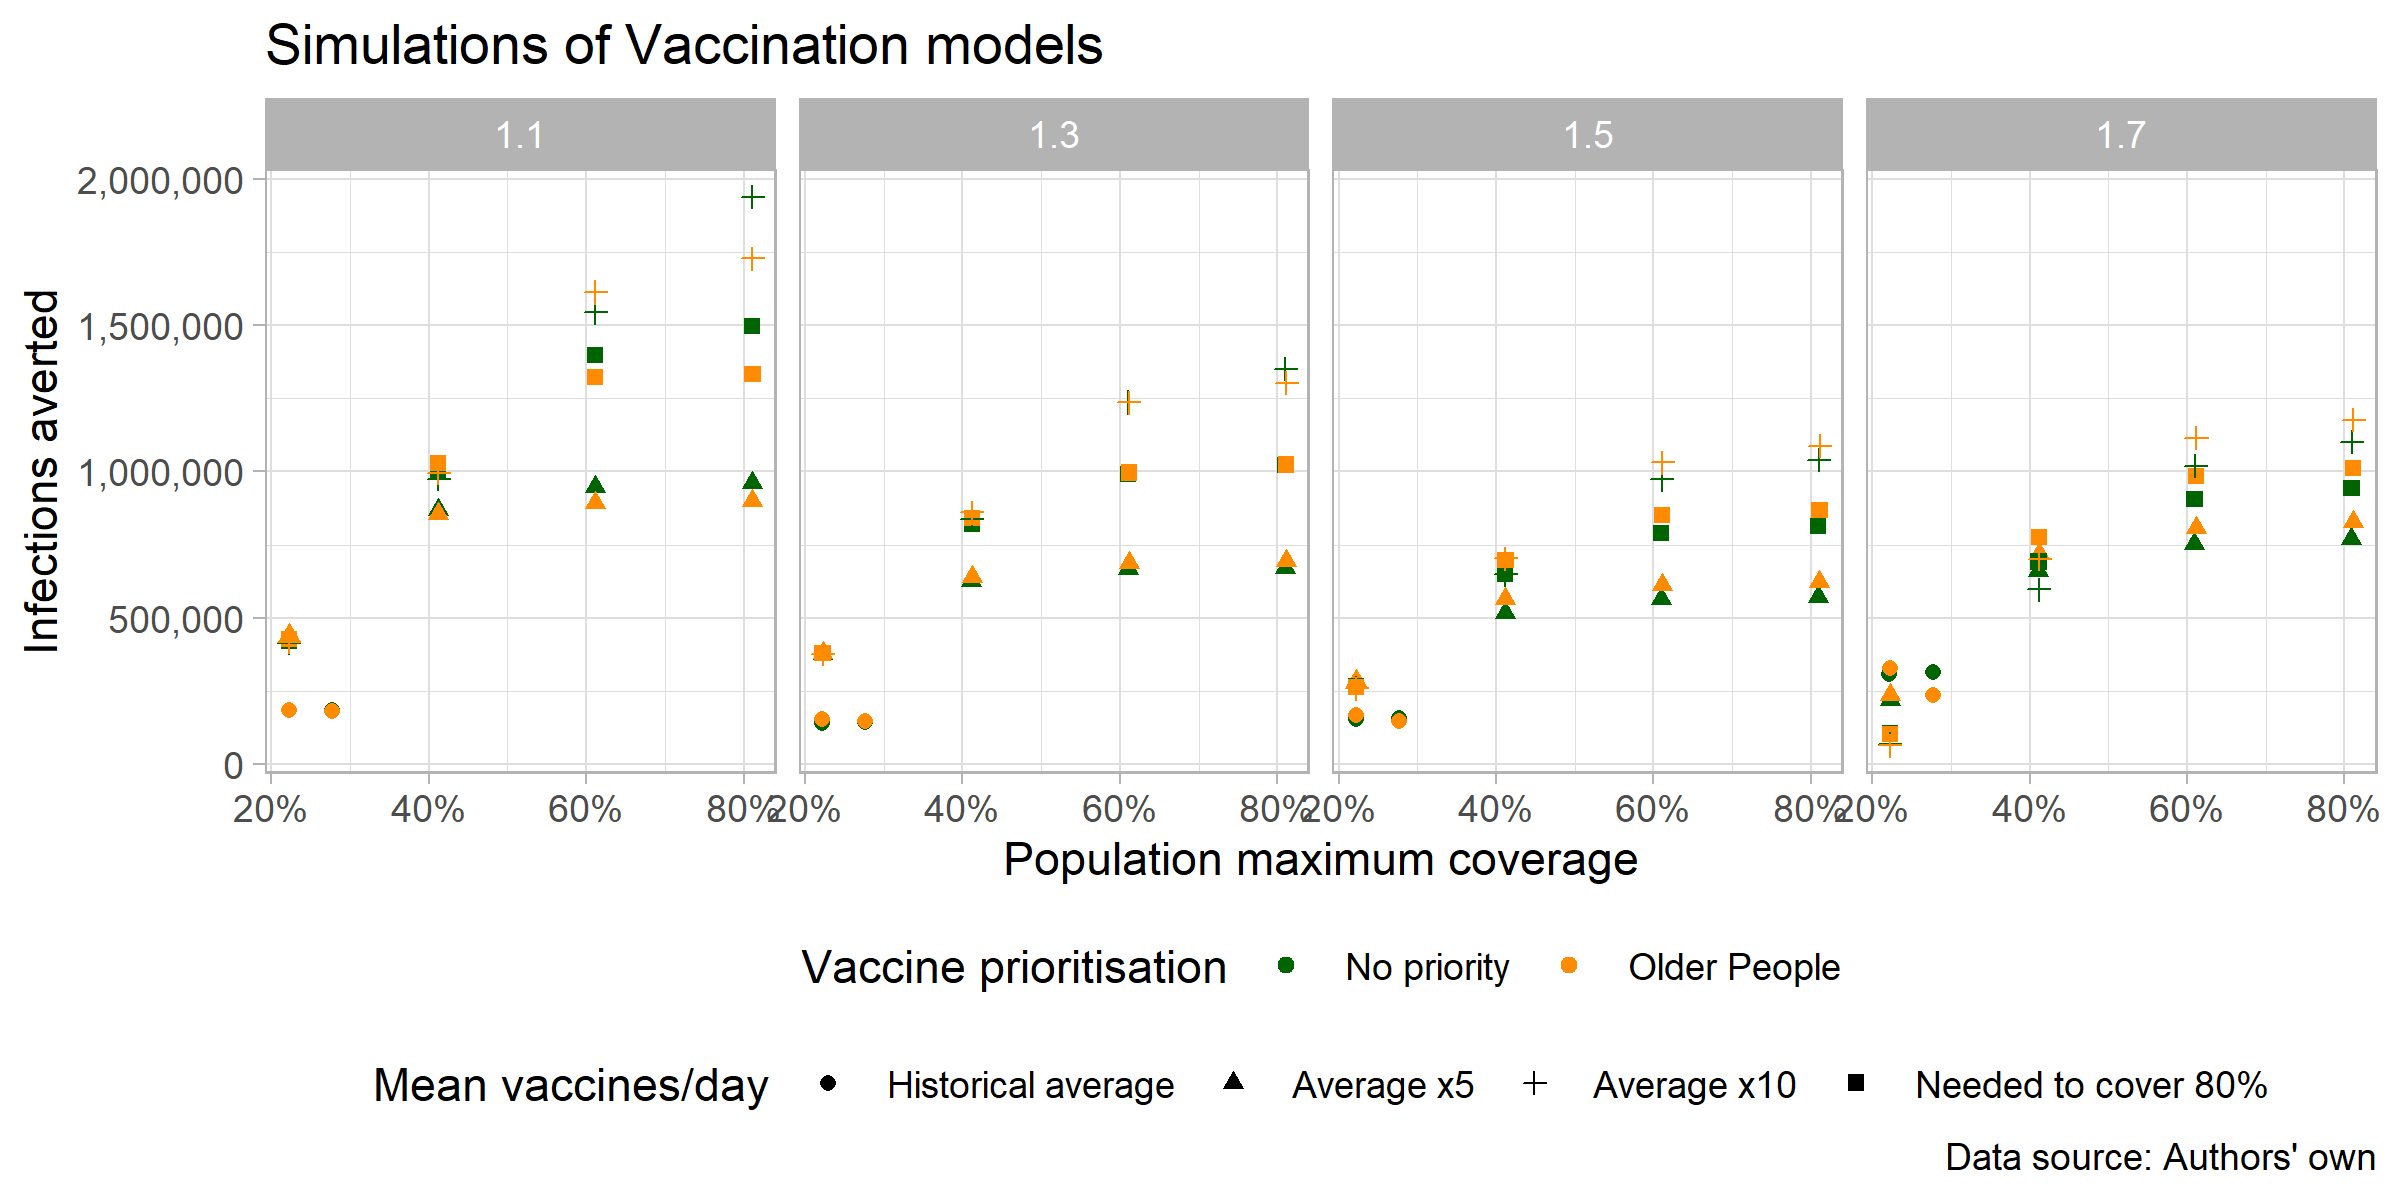 Simulations of Vaccination models
1.1 1.3 1.5 1.7
Infections averted
2,000,000
1,500,000
1,000,000
500,000
0
20% 40% 60% 80% 20% 40% 60% 80% 20% 40% 60% 80% 20% 40% 60% 80%
Population maximum coverage
Vaccine prioritisation No priority Older People
Mean vaccines/day Historical average Average x5 Average x10 Needed to cover 80%
Data source: Authors' own